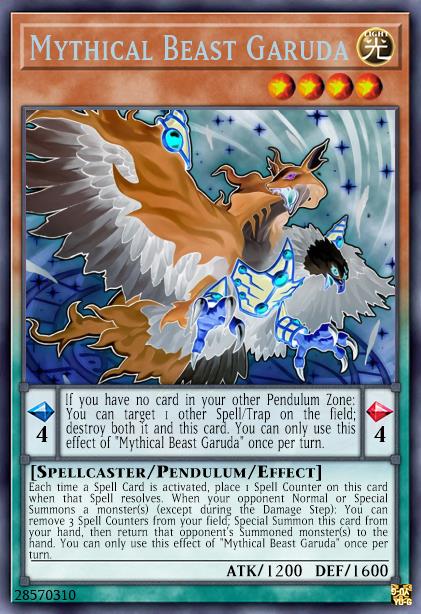 MYTHICAL BEAST GARUDA
LIGHT
光
If you have no card in your other Pendulum Zone:
You can target 1 other Spell/Trap on the field;
destroy both it and this card. You can only use this
effect of "Mythical Beast Garuda" once per turn.
4
4
[SPELLCASTER/PENDULUM/EFFECT]
Each time a Spell Card is activated, place 1 Spell Counter on this card
when that Spell resolves. When your opponent Normal or Special
Summons a monster(s) (except during the Damage Step): You can
remove 3 Spell Counters from your field; Special Summon this card from
your hand, then return that opponent's Summoned monster(s) to the
hand. You can only use this effect of "Mythical Beast Garuda" once per
turn.
ATK/1200 DEF/1600
28570310